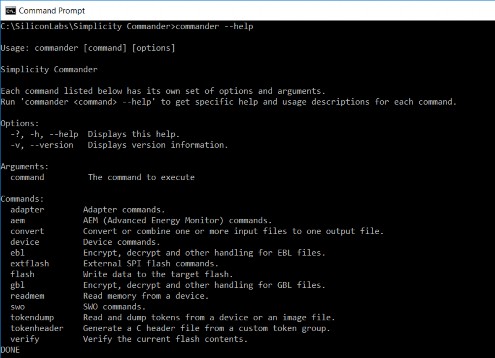 Command Prompt
C:\SiliconLabs\Simplicity Commander>commander --help
Usage: commander [command] [options]
Simplicity Commander
Each command listed below has its own set of options and arguments.
Run 'commander <command> --help' to get specific help and usage descriptions for each command.
Options:
-?, -h, --help  Displays this help.
-v, --version   Displays version information.
Arguments:
command         The command to execute
Commands:
adapter        Adapter commands.
aem            AEM (Advanced Energy Monitor) commands.
convert        Convert or combine one or more input files to one output file.
device         Device commands.
ebl            Encrypt, decrypt and other handling for EBL files.
extflash       External SPI flash commands.
flash          Write data to the target flash.
gbl            Encrypt, decrypt and other handling for GBL files.
readmem        Read memory from a device.
swo            SWO commands.
tokendump      Read and dump tokens from a device or an image file.
tokenheader    Generate a C header file from a custom token group.
verify         Verify the current flash contents.
DONE